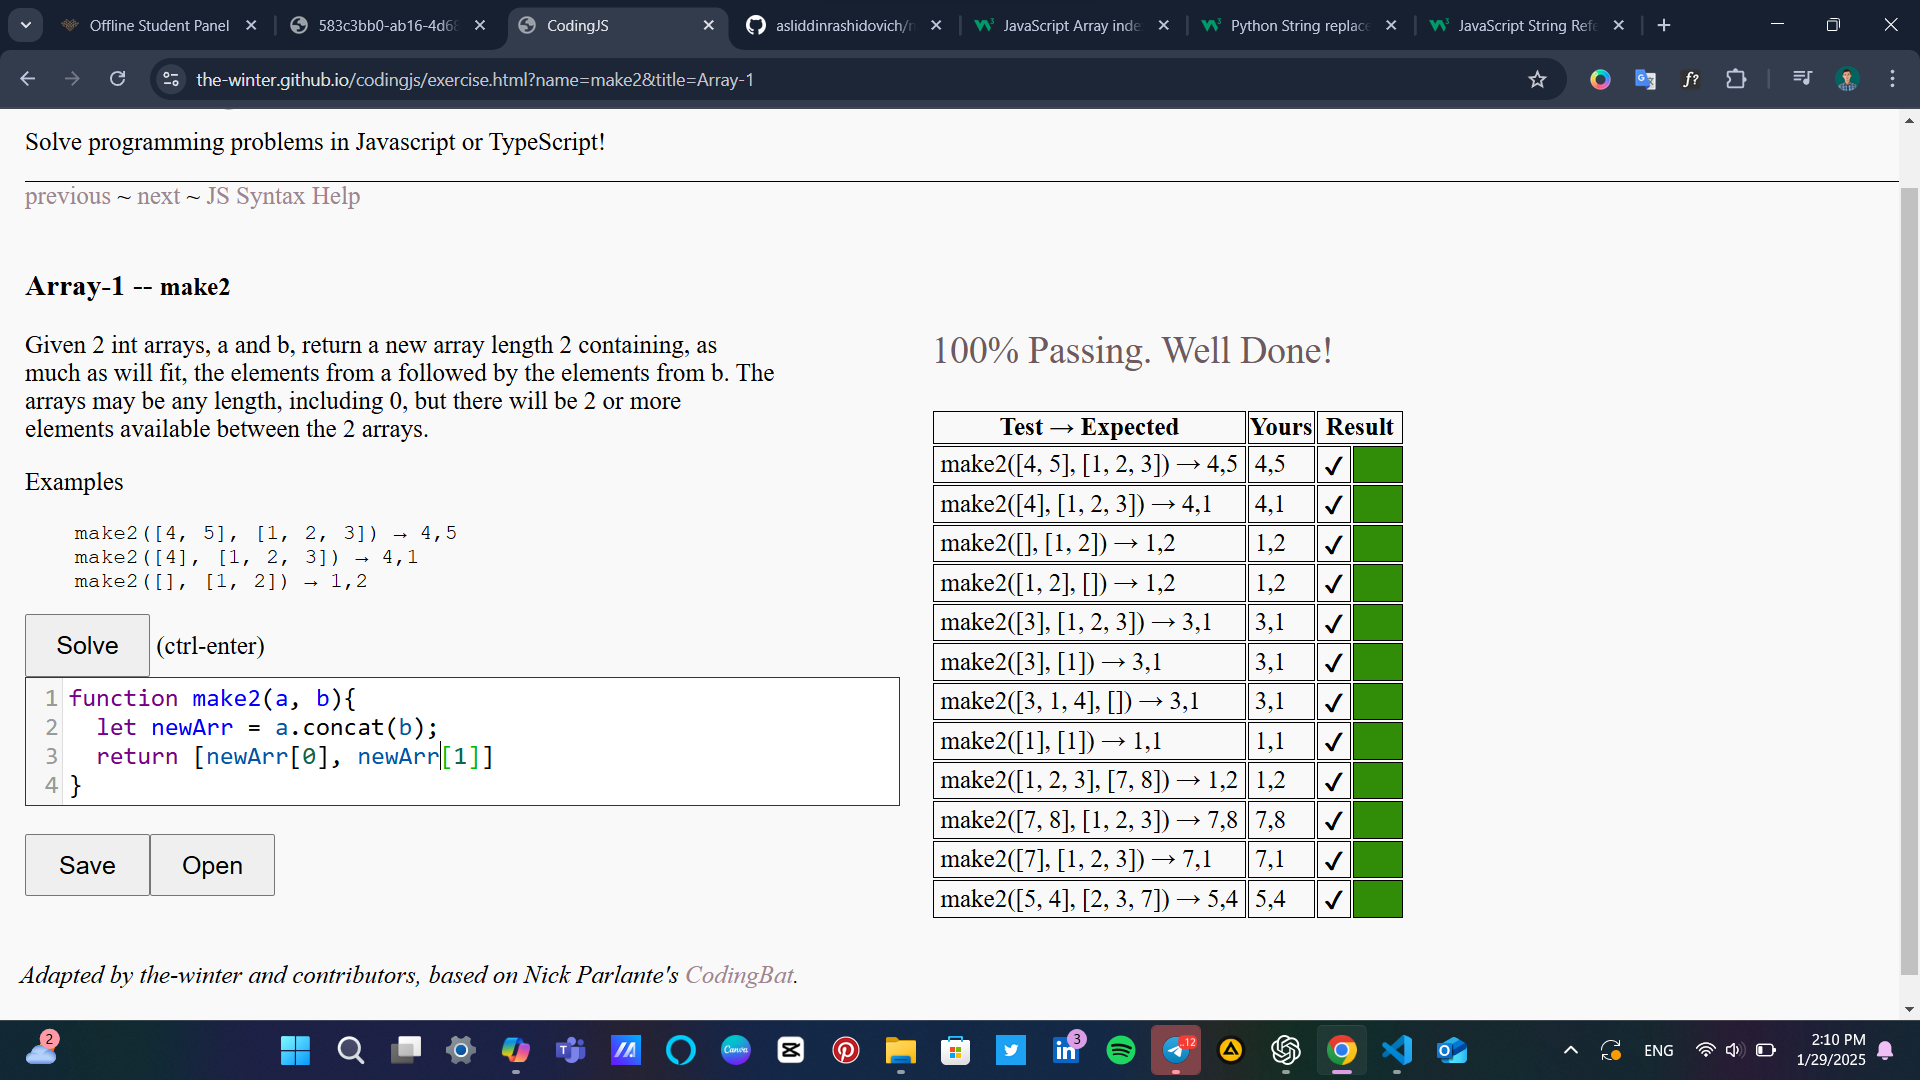 Offline Student Panel
583c3bb0-ab16-4d68
CodingJS
asliddinrashidovich/
JavaScript Array inde
Python String replace
JavaScript String Refe
the-winter.github.io/codingjs/exercise.html?name=make2&title=Array-1
Solve programming problems in Javascript or TypeScript!
previous ~ next ~ JS Syntax Help
Array-1 -- make2
Given 2 int arrays, a and b, return a new array length 2 containing, as
much as will fit, the elements from a followed by the elements from b. The
arrays may be any length, including 0, but there will be 2 or more
elements available between the 2 arrays.
Examples
make2([4, 5], [1, 2, 3]) → 4,5
make2([4], [1, 2, 3]) → 4,1
make2([], [1, 2]) → 1,2
Solve (ctrl-enter)
1 function make2(a, b){
2 let newArr = a.concat(b);
3 return [newArr[0], newArr[1]]
4 }
Save Open
100% Passing. Well Done!
Test → Expected Yours Result
make2([4, 5], [1, 2, 3]) → 4,5 4,5 ✓
make2([4], [1, 2, 3]) → 4,1 4,1 ✓
make2([], [1, 2]) → 1,2 1,2 ✓
make2([1, 2], []) → 1,2 1,2 ✓
make2([3], [1, 2, 3]) → 3,1 3,1 ✓
make2([3], [1]) → 3,1 3,1 ✓
make2([3, 1, 4], []) → 3,1 3,1 ✓
make2([1], [1]) → 1,1 1,1 ✓
make2([1, 2, 3], [7, 8]) → 1,2 1,2 ✓
make2([7, 8], [1, 2, 3]) → 7,8 7,8 ✓
make2([7], [1, 2, 3]) → 7,1 7,1 ✓
make2([5, 4], [2, 3, 7]) → 5,4 5,4 ✓
Adapted by the-winter and contributors, based on Nick Parlante's CodingBat.
2
Canva
3
..12
ENG
2:10 PM
1/29/2025